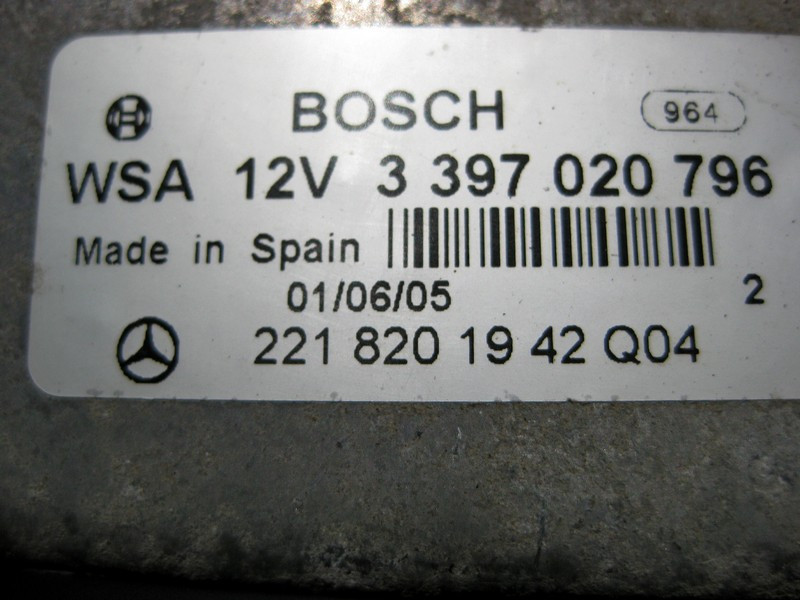 BOSCH 964
WSA 12V 3 397 020 796
Made in Spain
01/06/05 2
221 820 19 42 Q04